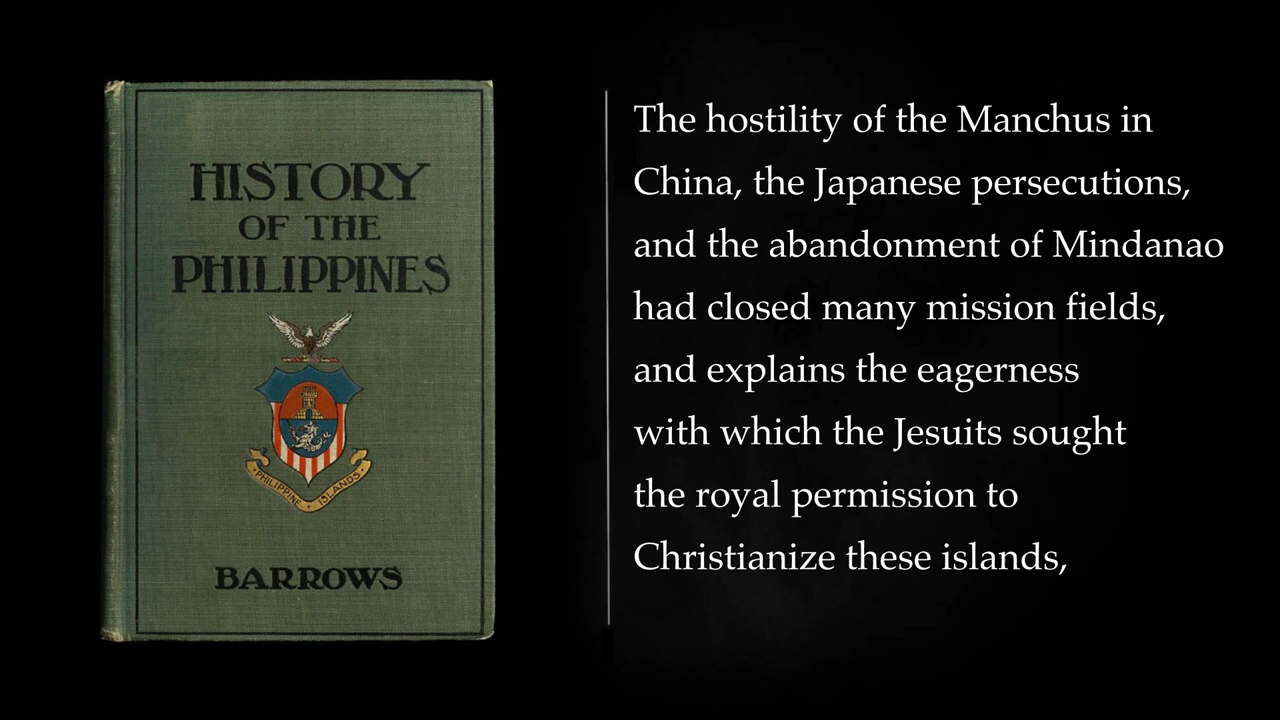 HISTORY
OF THE
PHILIPPINES
PHILIPPINE ISLANDS
BARROWS
The hostility of the Manchus in
China, the Japanese persecutions,
and the abandonment of Mindanao
had closed many mission fields,
and explains the eagerness
with which the Jesuits sought
the royal permission to
Christianize these islands,